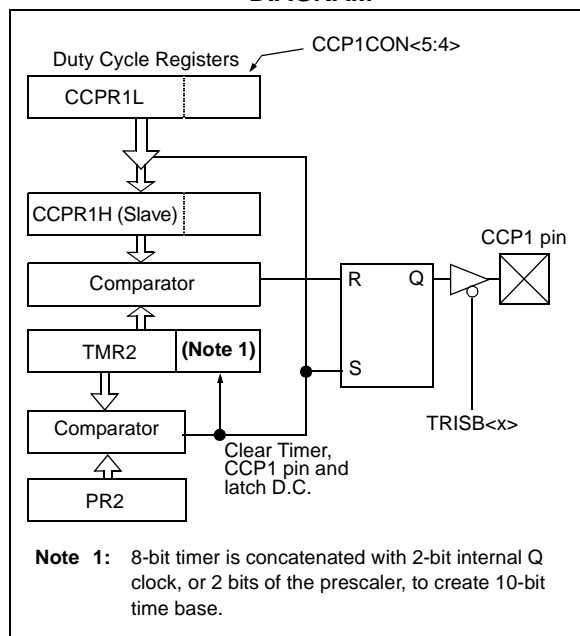 DIAGRAM
Duty Cycle Registers
CCP1CON<5:4>
CCPR1L
CCPR1H (Slave)
CCP1 pin
Comparator
R
Q
TMR2
(Note 1)
S
Comparator
TRISB<x>
Clear Timer,
CCP1 pin and
latch D.C.
PR2
Note 1: 8-bit timer is concatenated with 2-bit internal Q
clock, or 2 bits of the prescaler, to create 10-bit
time base.